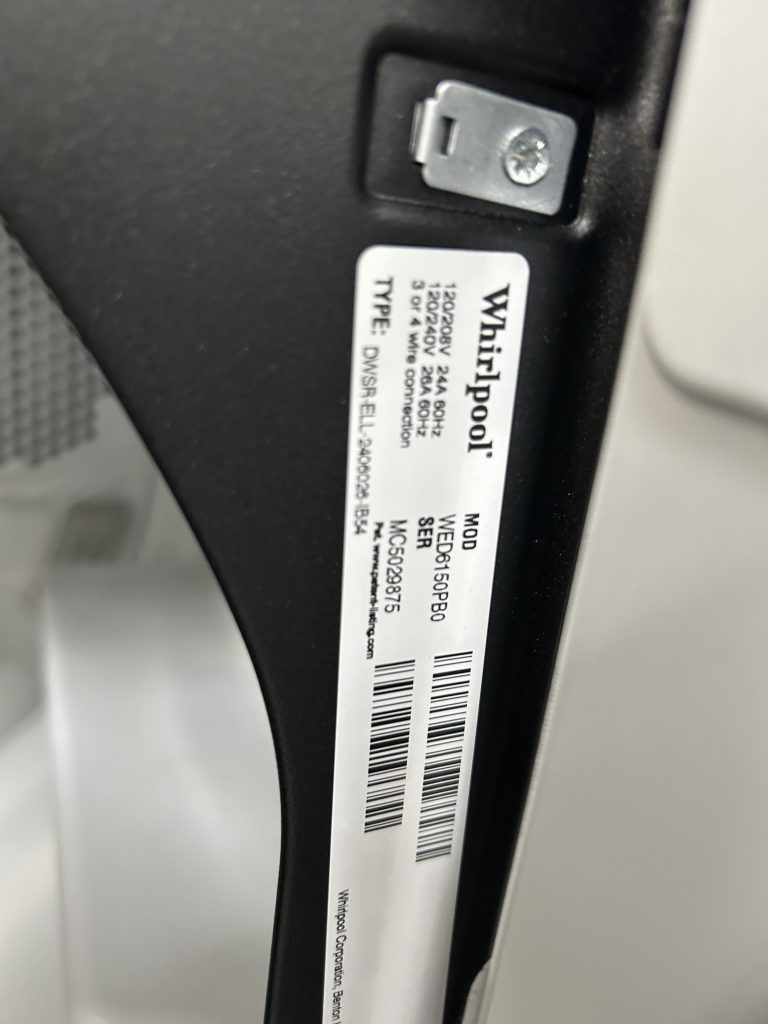 Whirlpool®
120/208V 24A 60Hz
120/240V 26A 60Hz
3 or 4 wire connection
TYPE: DWSR-ELL-2406026-IB54
MOD
WED6150PB0
SER
MC5029875
Pat. www.patent-listing.com
Whirlpool Corporation, Benton